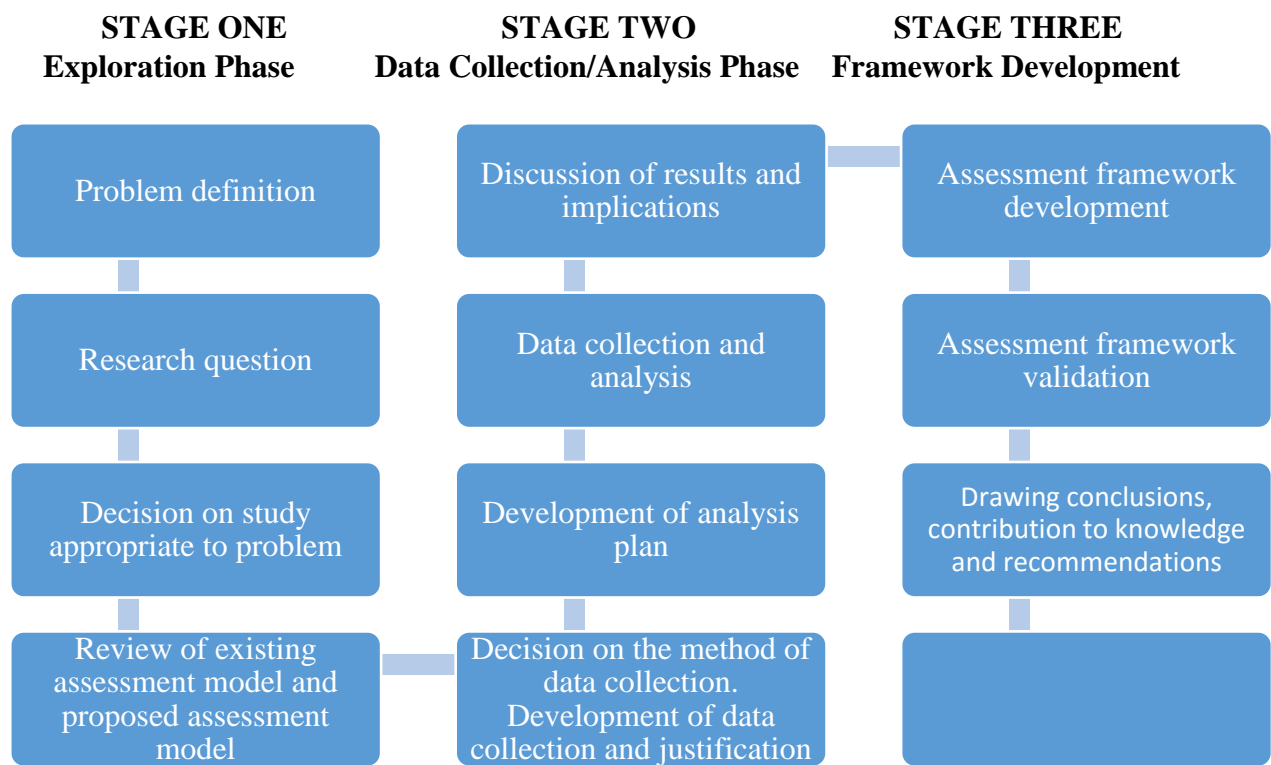 STAGE ONE
Exploration Phase
STAGE TWO
Data Collection/Analysis Phase
STAGE THREE
Framework Development
Problem definition
Research question
Decision on study
appropriate to problem
Review of existing
assessment model and
proposed assessment
model
Discussion of results and
implications
Data collection and
analysis
Development of analysis
plan
Decision on the method of
data collection.
Development of data
collection and justification
Assessment framework
development
Assessment framework
validation
Drawing conclusions,
contribution to knowledge
and recommendations